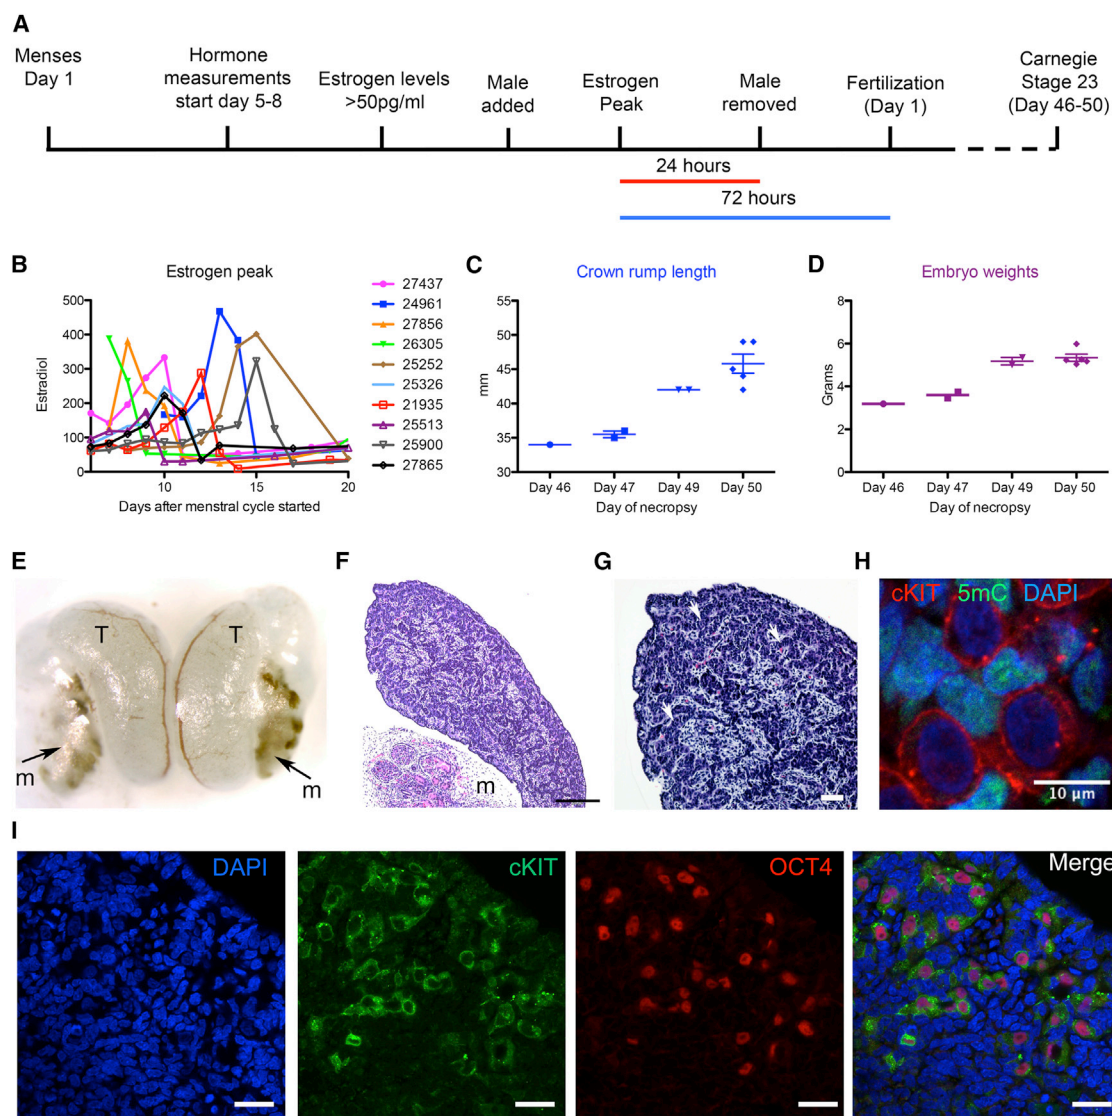 A
Menses
Day 1
Hormone
measurements
start day 5-8
Estrogen levels
>50pg/ml
Male
added
Estrogen
Peak
Male
removed
Fertilization
(Day 1)
Carnegie
Stage 23
(Day 46-50)
24 hours
72 hours
B
Estrogen peak
Estradiol
500
400
300
200
100
0
10
15
20
Days after menstral cycle started
27437
24961
27856
26305
25252
25326
21935
25513
25900
27865
C
Crown rump length
mm
55
50
45
40
35
30
Day 46
Day 47
Day 49
Day 50
Day of necropsy
D
Embryo weights
Grams
8
6
4
2
0
Day 46
Day 47
Day 49
Day 50
Day of necropsy
E
T
T
m
m
F
m
G
H
cKIT 5mC DAPI
10 μm
I
DAPI
cKIT
OCT4
Merge